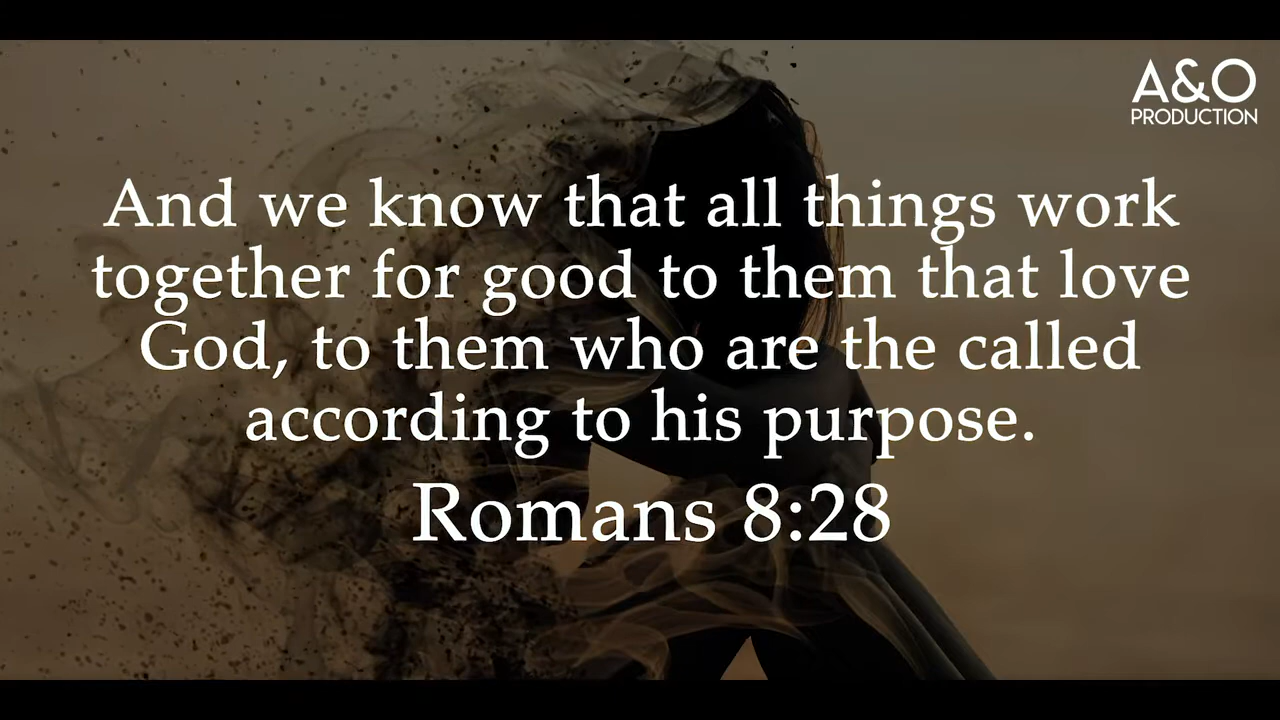 A&O
PRODUCTION
And we know that all things work
together for good to them that love
God, to them who are the called
according to his purpose.
Romans 8:28